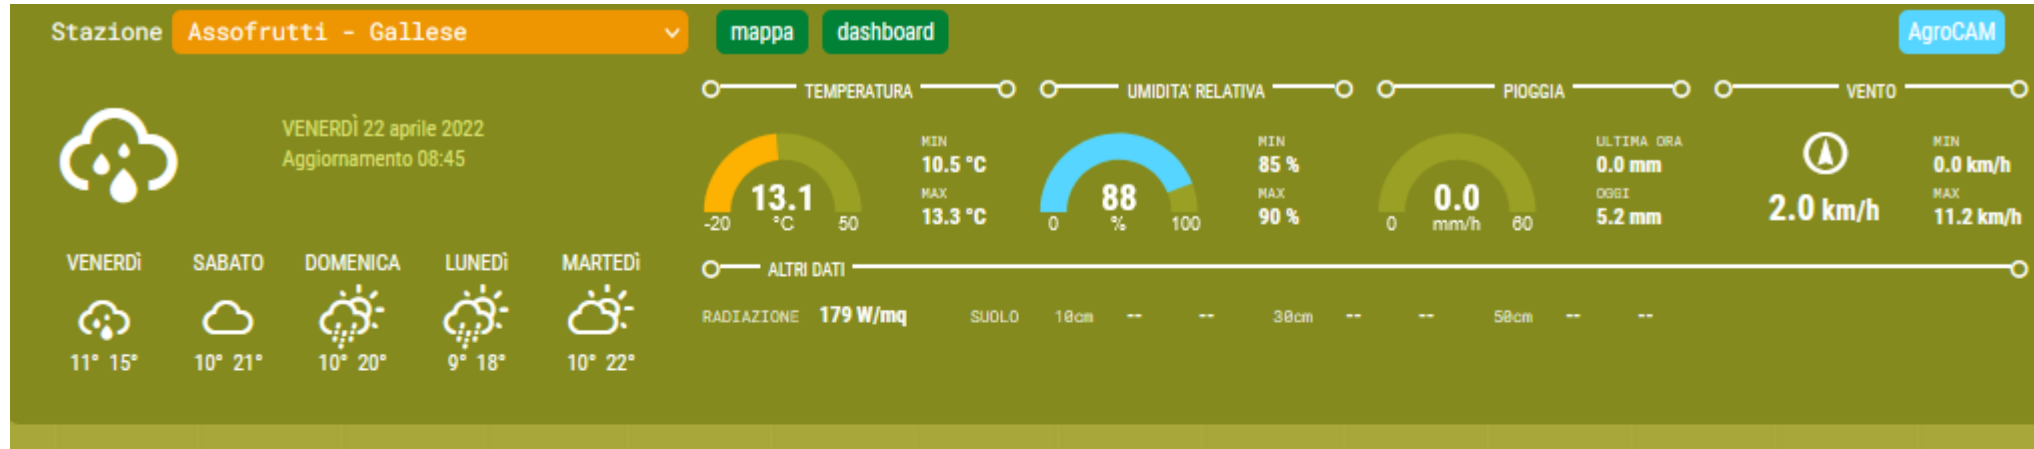 Stazione Assofrutti - Gallese mappa dashboard AgroCAM
VENERDÌ 22 aprile 2022
Aggiornamento 08:45
VENERDÌ SABATO DOMENICA LUNEDÌ MARTEDÌ
11° 15° 10° 21° 10° 20° 9° 18° 10° 22°
TEMPERATURA
MIN
10.5 °C
MAX
13.3 °C
13.1
°C
-20 50
UMIDITA' RELATIVA
MIN
85 %
MAX
90 %
88
%
0 100
PIOGGIA
ULTIMA ORA
0.0 mm
OGGI
5.2 mm
0.0
mm/h
0 60
VENTO
2.0 km/h
MIN
0.0 km/h
MAX
11.2 km/h
ALTRI DATI
RADIAZIONE 179 W/mq SUOLO 10cm -- -- 30cm -- -- 50cm -- --